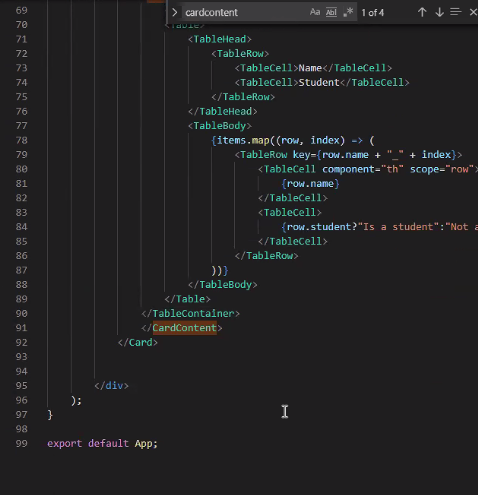 cardcontent Aa Abl .* 1 of 4
69
70 <Table>
71 <TableHead>
72 <TableRow>
73 <TableCell>Name</TableCell>
74 <TableCell>Student</TableCell>
75 </TableRow>
76 </TableHead>
77 <TableBody>
78 {items.map((row, index) => (
79 <TableRow key={row.name + "_" + index}>
80 <TableCell component="th" scope="row">
81 {row.name}
82 </TableCell>
83 <TableCell>
84 {row.student?"Is a student":"Not a
85 </TableCell>
86 </TableRow>
87 ))}
88 </TableBody>
89 </Table>
90 </TableContainer>
91 </CardContent>
92 </Card>
93
94
95 </div>
96 );
97 }
98
99 export default App;